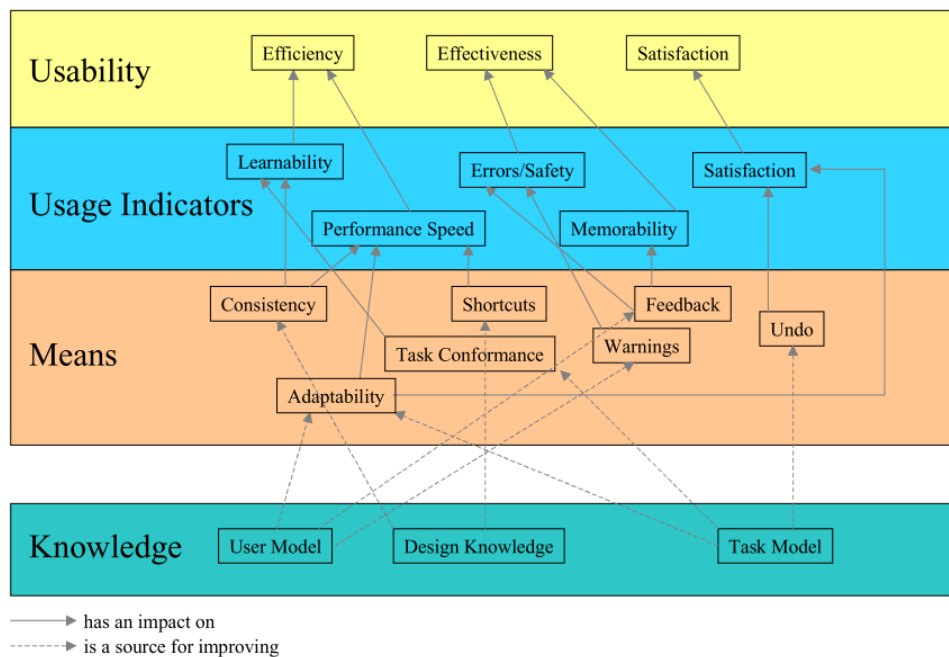 Usability
Efficiency
Effectiveness
Satisfaction
Usage Indicators
Learnability
Errors/Safety
Satisfaction
Performance Speed
Memorability
Means
Consistency
Shortcuts
Feedback
Undo
Warnings
Task Conformance
Adaptability
Knowledge
User Model
Design Knowledge
Task Model
has an impact on
is a source for improving